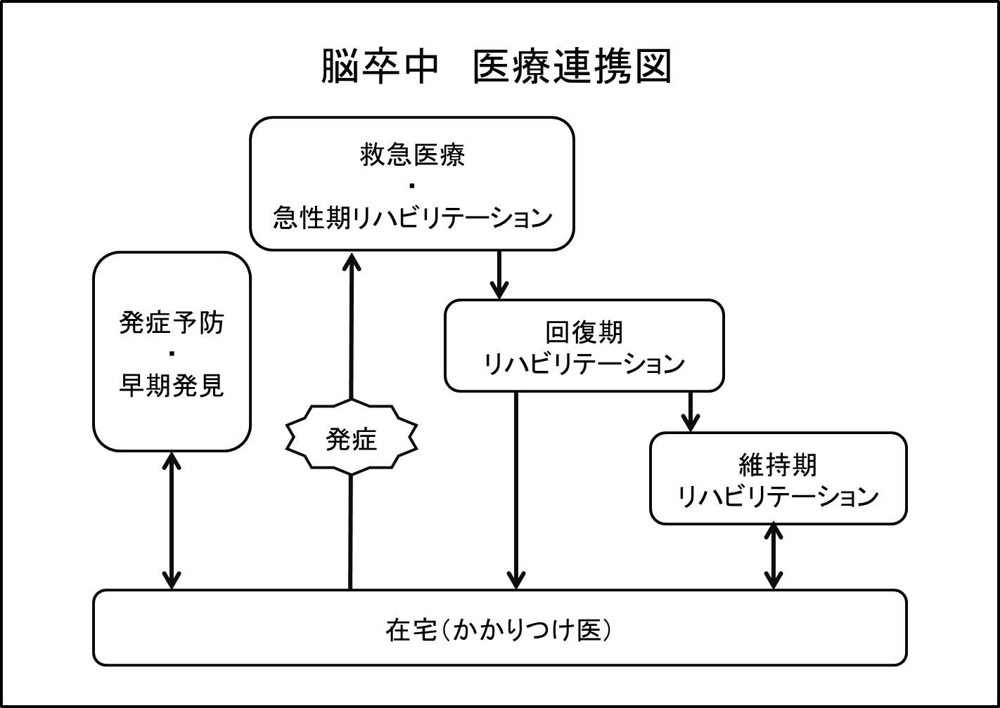 脳卒中　医療連携図
救急医療
・
急性期リハビリテーション
発症予防
・
早期発見
回復期
リハビリテーション
発症
維持期
リハビリテーション
在宅（かかりつけ医）